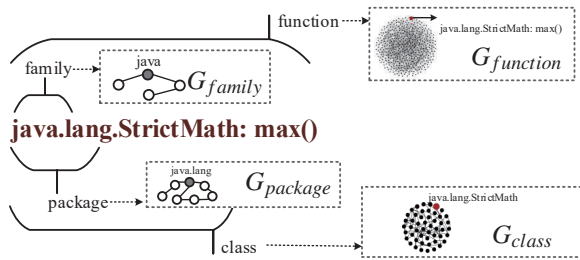 function
java.lang.StrictMath: max()
G_function
family
java
G_family
java.lang.StrictMath: max()
package
java.lang
G_package
class
java.lang.StrictMath
G_class